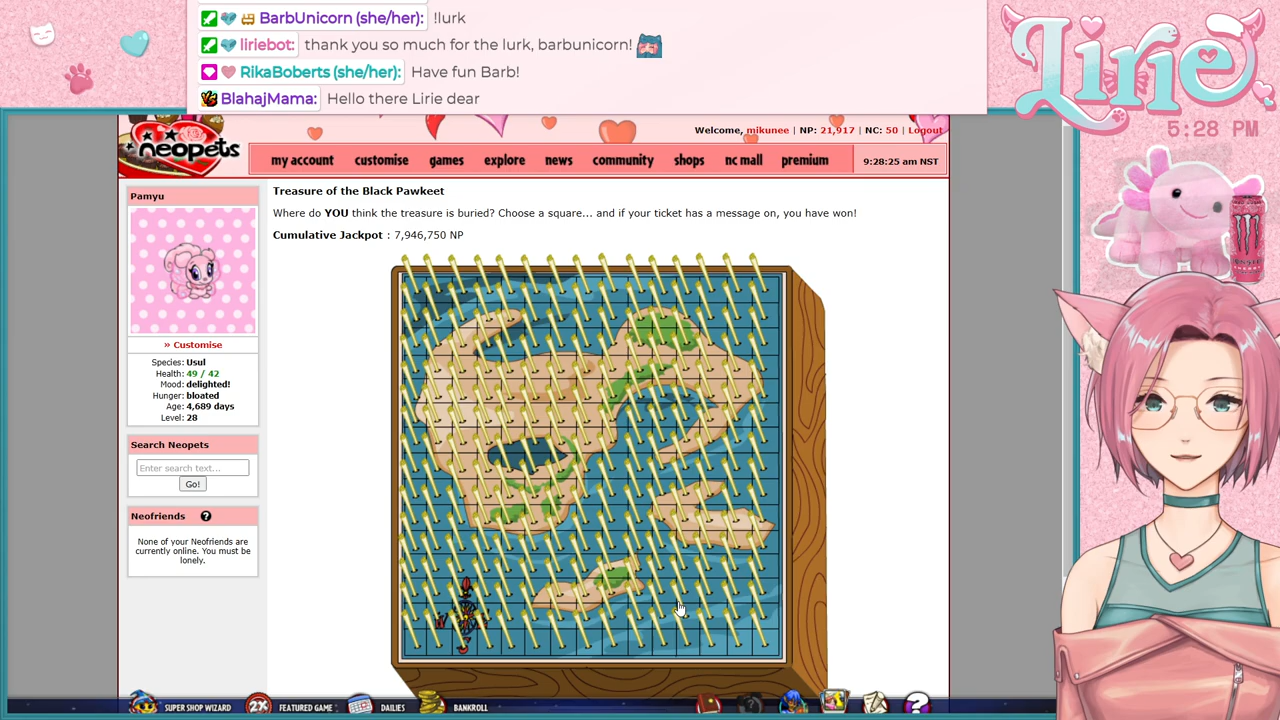 BarbUnicorn (she/her): !lurk
liriebot: thank you so much for the lurk, barbunicorn!
RikaBoberts (she/her): Have fun Barb!
BlahajMama: Hello there Lirie dear
Lirie
5:28 PM
neopets
Welcome, mikunee | NP: 21,917 | NC: 50 | Logout
my account customise games explore news community shops nc mall premium 9:28:25 am NST
Pamyu
» Customise
Species: Usul
Health: 49 / 42
Mood: delighted!
Hunger: bloated
Age: 4,689 days
Level: 28
Search Neopets
Enter search text...
Go!
Neofriends ?
None of your Neofriends are
currently online. You must be
lonely.
Treasure of the Black Pawkeet
Where do YOU think the treasure is buried? Choose a square... and if your ticket has a message on, you have won!
Cumulative Jackpot : 7,946,750 NP
SUPER SHOP WIZARD 2X FEATURED GAME DAILIES BANKROLL ?